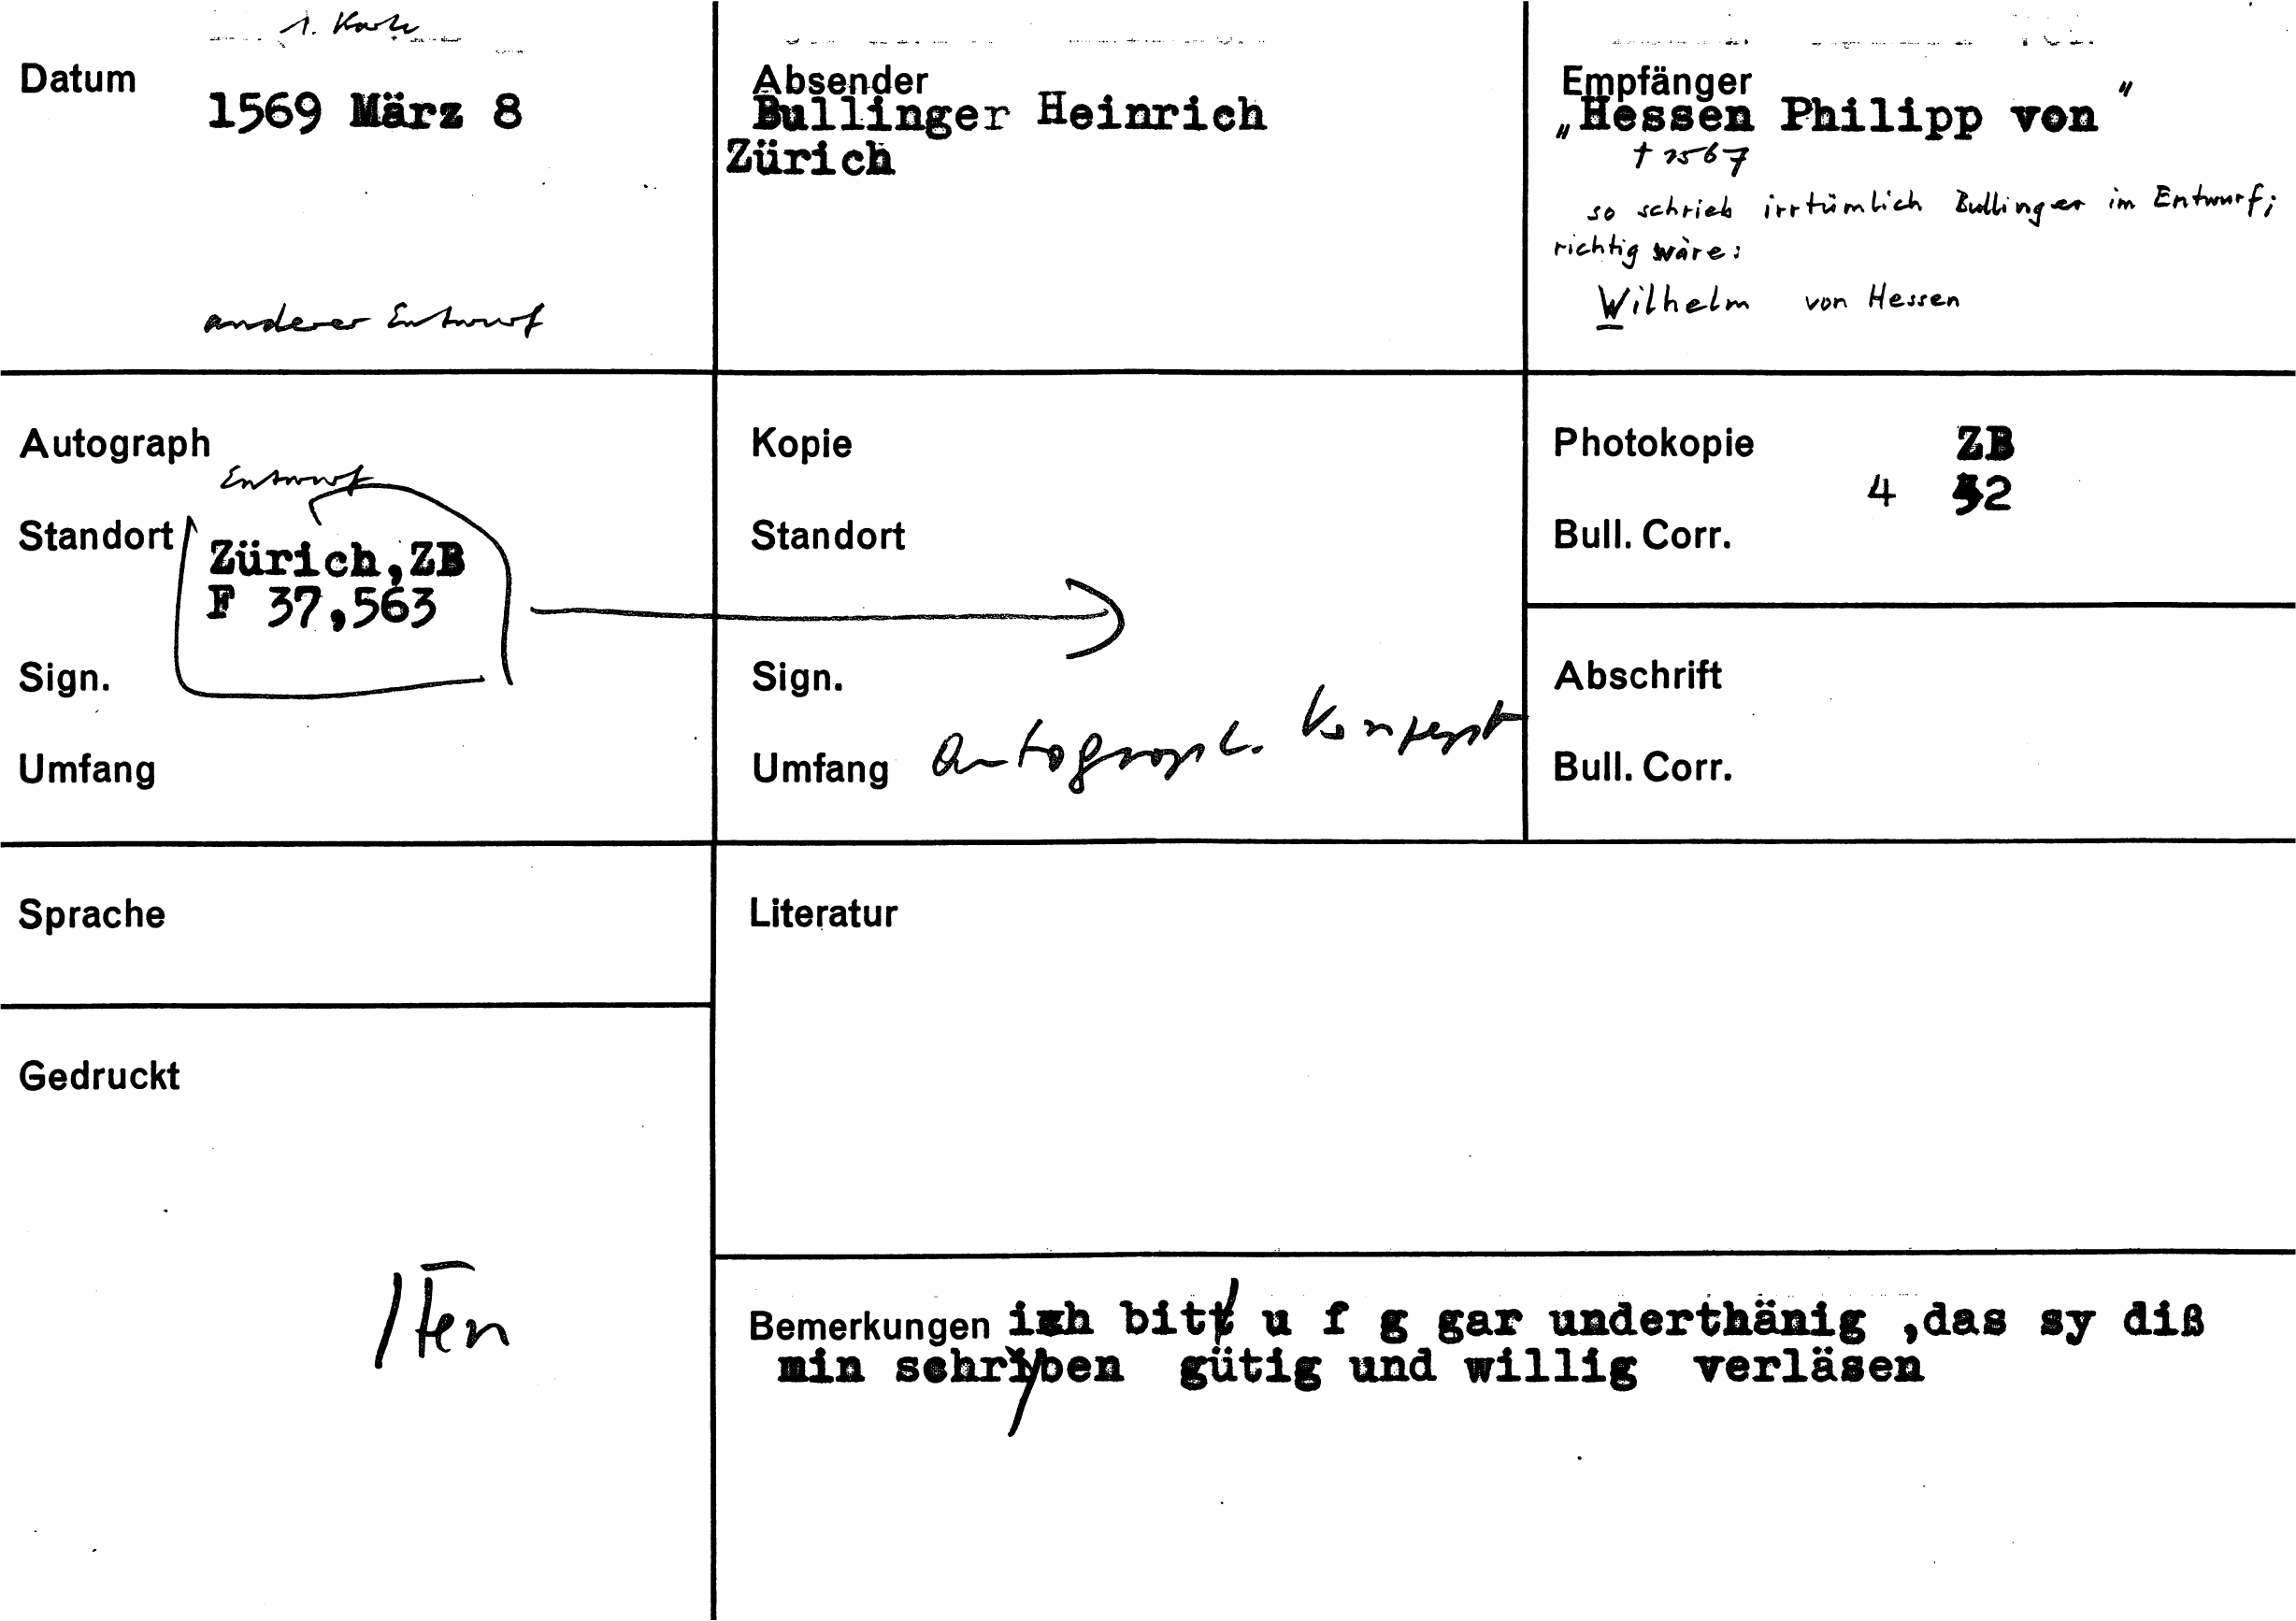 1. Karte
Datum
1569 März 8
anderer Entwurf
Absender
Bullinger Heinrich
Zürich
Empfänger
"Hessen Philipp von"
† 1567
so schrieb irrtümlich Bullinger im Entwurf;
richtig wäre:
Wilhelm von Hessen
Autograph
Entwurf
Standort
Zürich,ZB
F 37,563
Sign.
Umfang
Kopie
Standort
Sign.
Umfang Autograph. Konzept
Photokopie ZB
4 52
Bull. Corr.
Abschrift
Bull. Corr.
Sprache
Gedruckt
Literatur
Bemerkungen ich bitt u f g gar underthänig ,das sy diß
min schryben gütig und willig verläsen